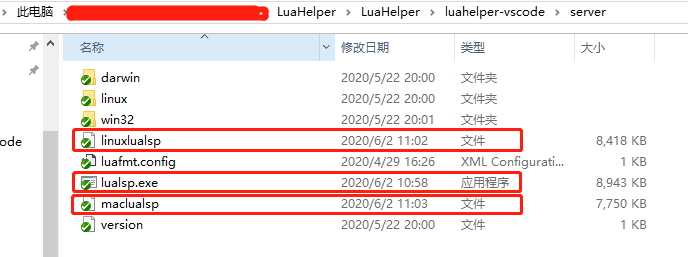 此电脑 LuaHelper LuaHelper luahelper-vscode server
名称 修改日期 类型 大小
darwin 2020/5/22 20:00 文件夹
linux 2020/5/22 20:00 文件夹
win32 2020/5/22 20:01 文件夹
linuxlualsp 2020/6/2 11:02 文件 8,418 KB
ode luafmt.config 2020/4/29 16:26 XML Configuratio... 1 KB
lualsp.exe 2020/6/2 10:58 应用程序 8,943 KB
maclualsp 2020/6/2 11:03 文件 7,750 KB
version 2020/5/22 20:00 文件 1 KB